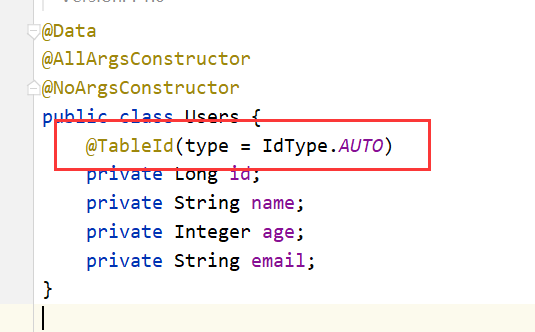 @Data
@AllArgsConstructor
@NoArgsConstructor
public class Users {
@TableId(type = IdType.AUTO)
private Long id;
private String name;
private Integer age;
private String email;
}